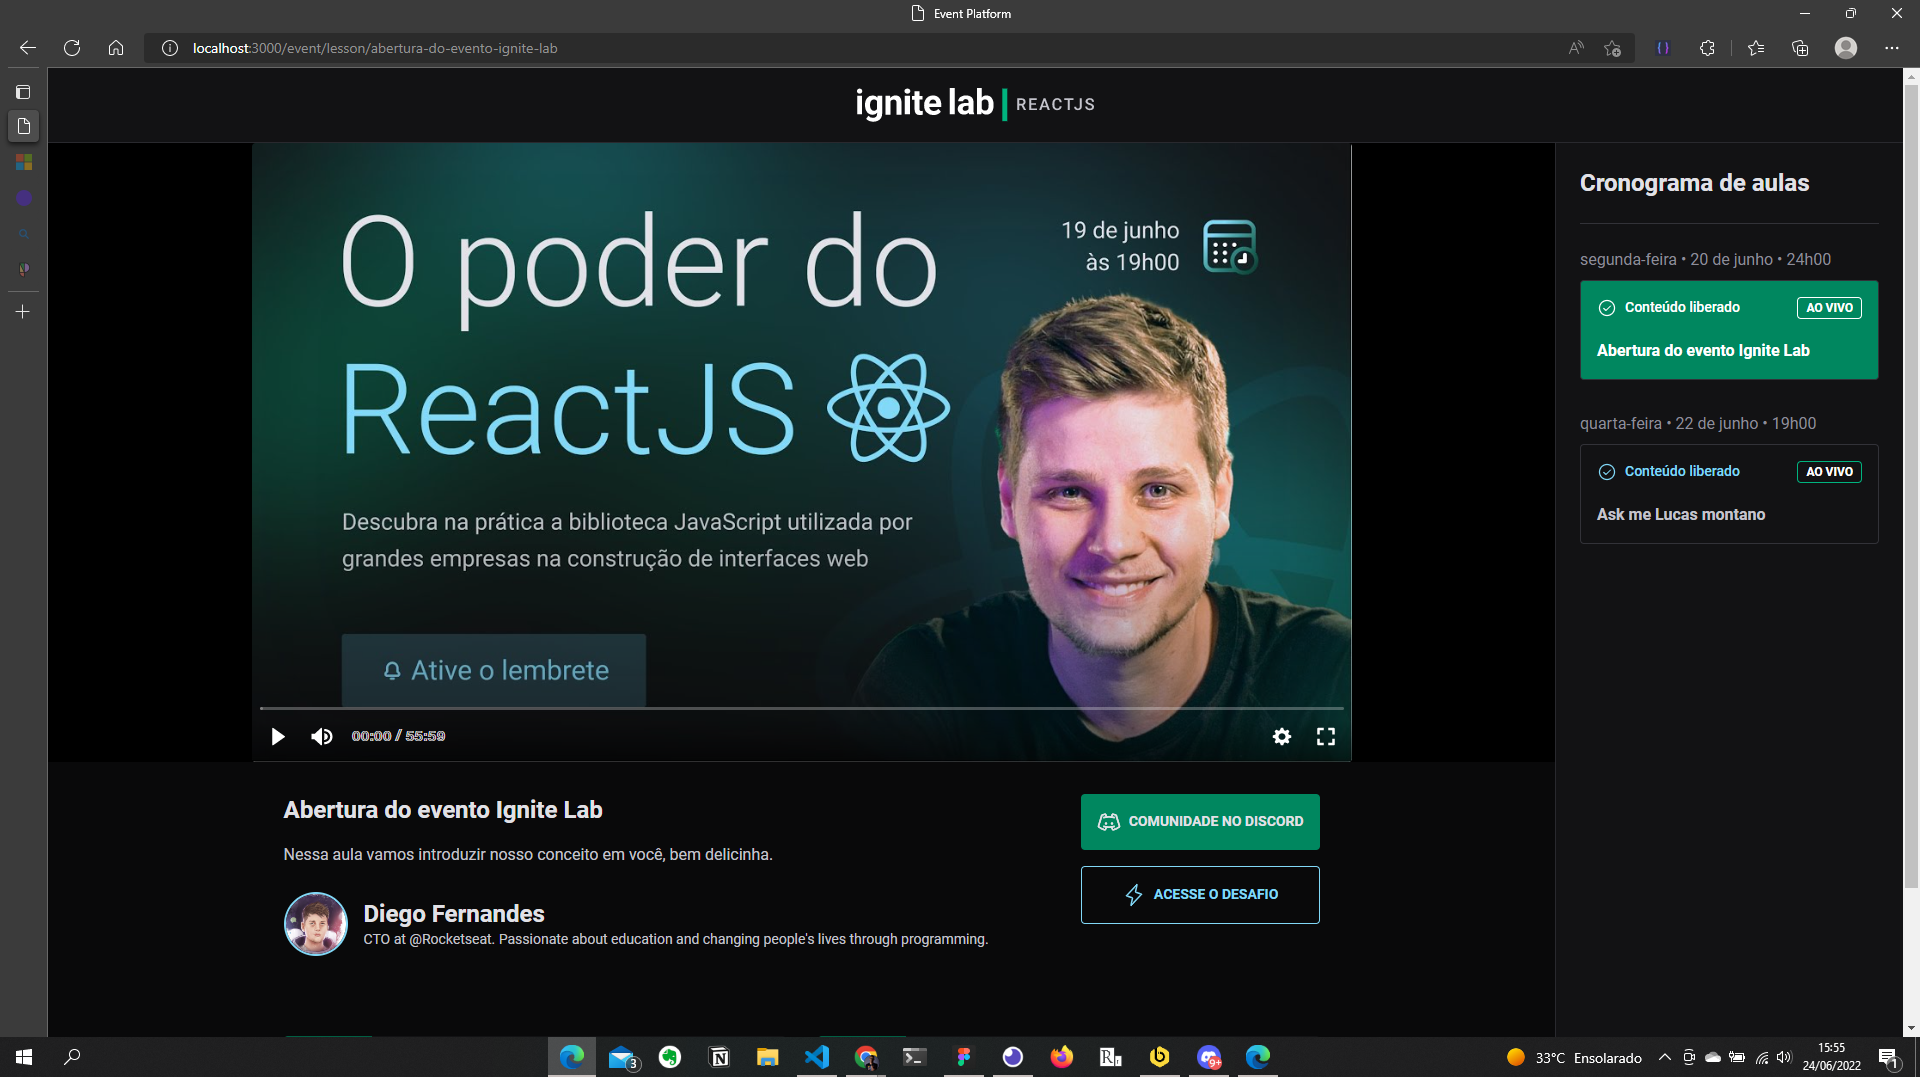 Event Platform
localhost:3000/event/lesson/abertura-do-evento-ignite-lab
ignite lab | REACTJS
O poder do
ReactJS
19 de junho
às 19h00
Descubra na prática a biblioteca JavaScript utilizada por
grandes empresas na construção de interfaces web
Ative o lembrete
00:00 / 55:59
Cronograma de aulas
segunda-feira • 20 de junho • 24h00
Conteúdo liberado AO VIVO
Abertura do evento Ignite Lab
quarta-feira • 22 de junho • 19h00
Conteúdo liberado AO VIVO
Ask me Lucas montano
Abertura do evento Ignite Lab
Nessa aula vamos introduzir nosso conceito em você, bem delicinha.
Diego Fernandes
CTO at @Rocketseat. Passionate about education and changing people's lives through programming.
COMUNIDADE NO DISCORD
ACESSE O DESAFIO
3
9+
33°C Ensolarado
15:55
24/06/2022
1